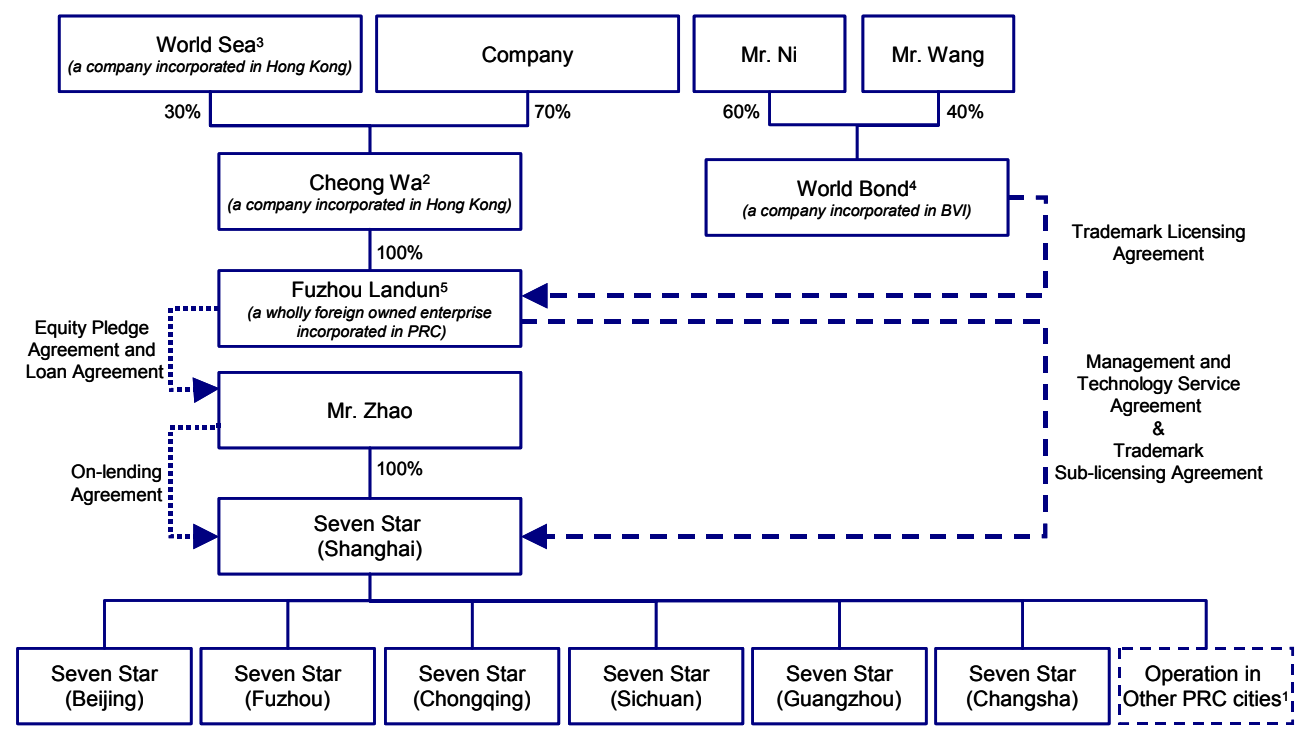 World Sea³
(a company incorporated in Hong Kong)
Company
Mr. Ni
Mr. Wang
30%
70%
60%
40%
Cheong Wa²
(a company incorporated in Hong Kong)
World Bond⁴
(a company incorporated in BVI)
Trademark Licensing
Agreement
100%
Fuzhou Landun⁵
(a wholly foreign owned enterprise
incorporated in PRC)
Equity Pledge
Agreement and
Loan Agreement
Mr. Zhao
Management and
Technology Service
Agreement
&
Trademark
Sub-licensing Agreement
100%
On-lending
Agreement
Seven Star
(Shanghai)
Seven Star
(Beijing)
Seven Star
(Fuzhou)
Seven Star
(Chongqing)
Seven Star
(Sichuan)
Seven Star
(Guangzhou)
Seven Star
(Changsha)
Operation in
Other PRC cities¹